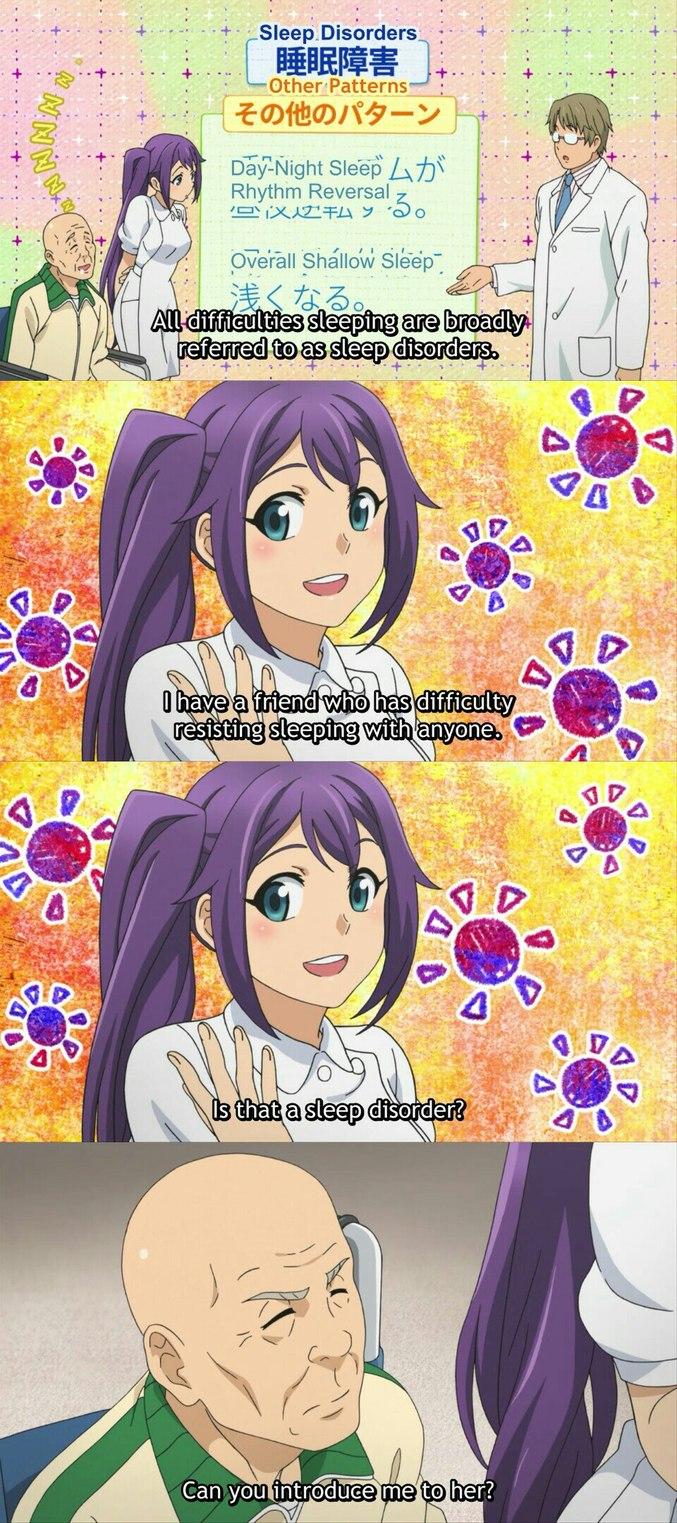 Sleep Disorders
睡眠障害
Other Patterns
その他のパターン
Day-Night Sleep
Rhythm Reversal
Overall Shallow Sleep
浅くなる。
All difficulties sleeping are broadly
referred to as sleep disorders.
I have a friend who has difficulty
resisting sleeping with anyone.
Is that a sleep disorder?
Can you introduce me to her?